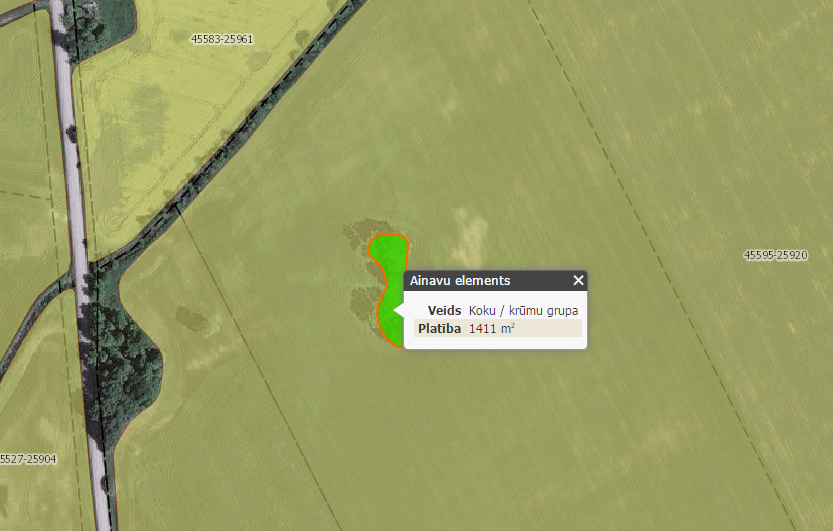 45583-25961
45595-25920
Ainavu elements
Veids Koku / krūmu grupa
Platība 1411 m²
5527-25904